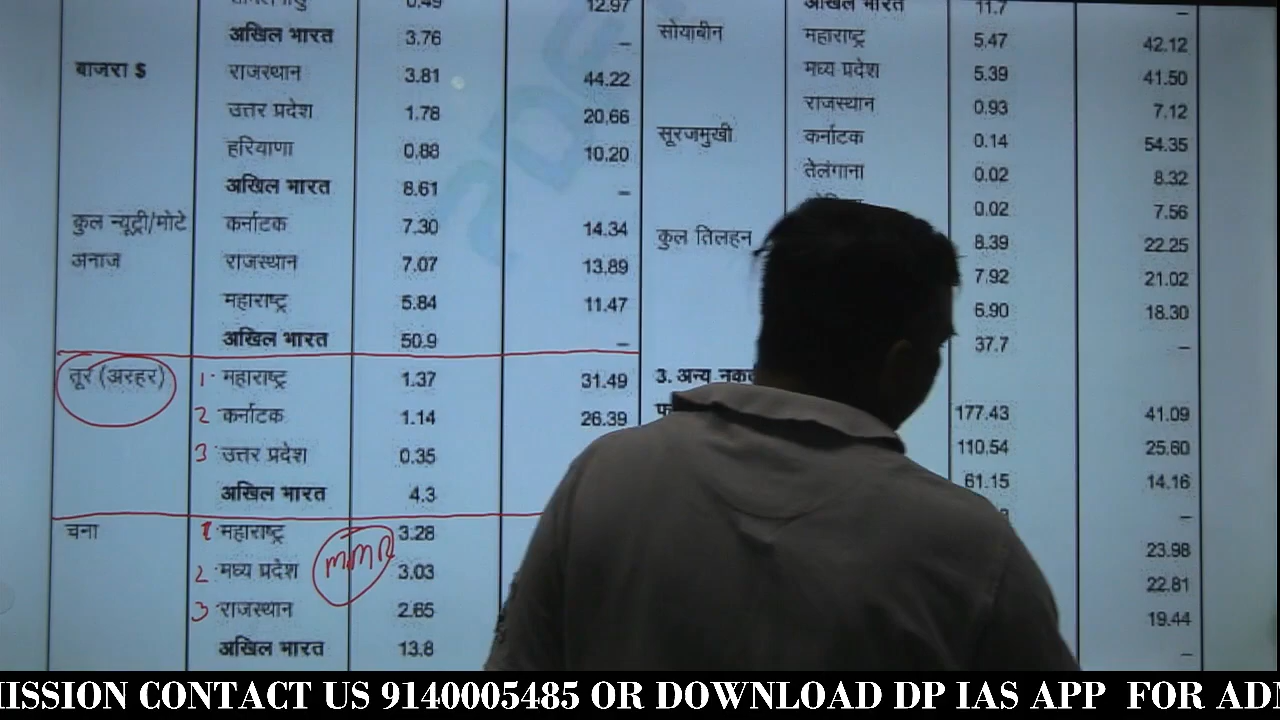 0.49 12.97
अखिल भारत 3.76 –
बाजरा $ राजस्थान 3.81 44.22
उत्तर प्रदेश 1.78 20.66
हरियाणा 0.88 10.20
अखिल भारत 8.61 –
कुल न्यूट्री/मोटे कर्नाटक 7.30 14.34
अनाज राजस्थान 7.07 13.89
महाराष्ट्र 5.84 11.47
अखिल भारत 50.9 –
तूर (अरहर) 1. महाराष्ट्र 1.37 31.49
2 कर्नाटक 1.14 26.39
3 उत्तर प्रदेश 0.35
अखिल भारत 4.3
चना 1 महाराष्ट्र 3.28
2 मध्य प्रदेश 3.03
MMR
3 राजस्थान 2.65
अखिल भारत 13.8
अखिल भारत 11.7 –
सोयाबीन महाराष्ट्र 5.47 42.12
मध्य प्रदेश 5.39 41.50
राजस्थान 0.93 7.12
सूरजमुखी कर्नाटक 0.14 54.35
तेलंगाना 0.02 8.32
0.02 7.56
कुल तिलहन 8.39 22.25
7.92 21.02
6.90 18.30
37.7 –
3. अन्य
177.43 41.09
110.54 25.60
61.15 14.16
–
23.98
22.81
19.44
–
MISSION CONTACT US 9140005485 OR DOWNLOAD DP IAS APP FOR AD